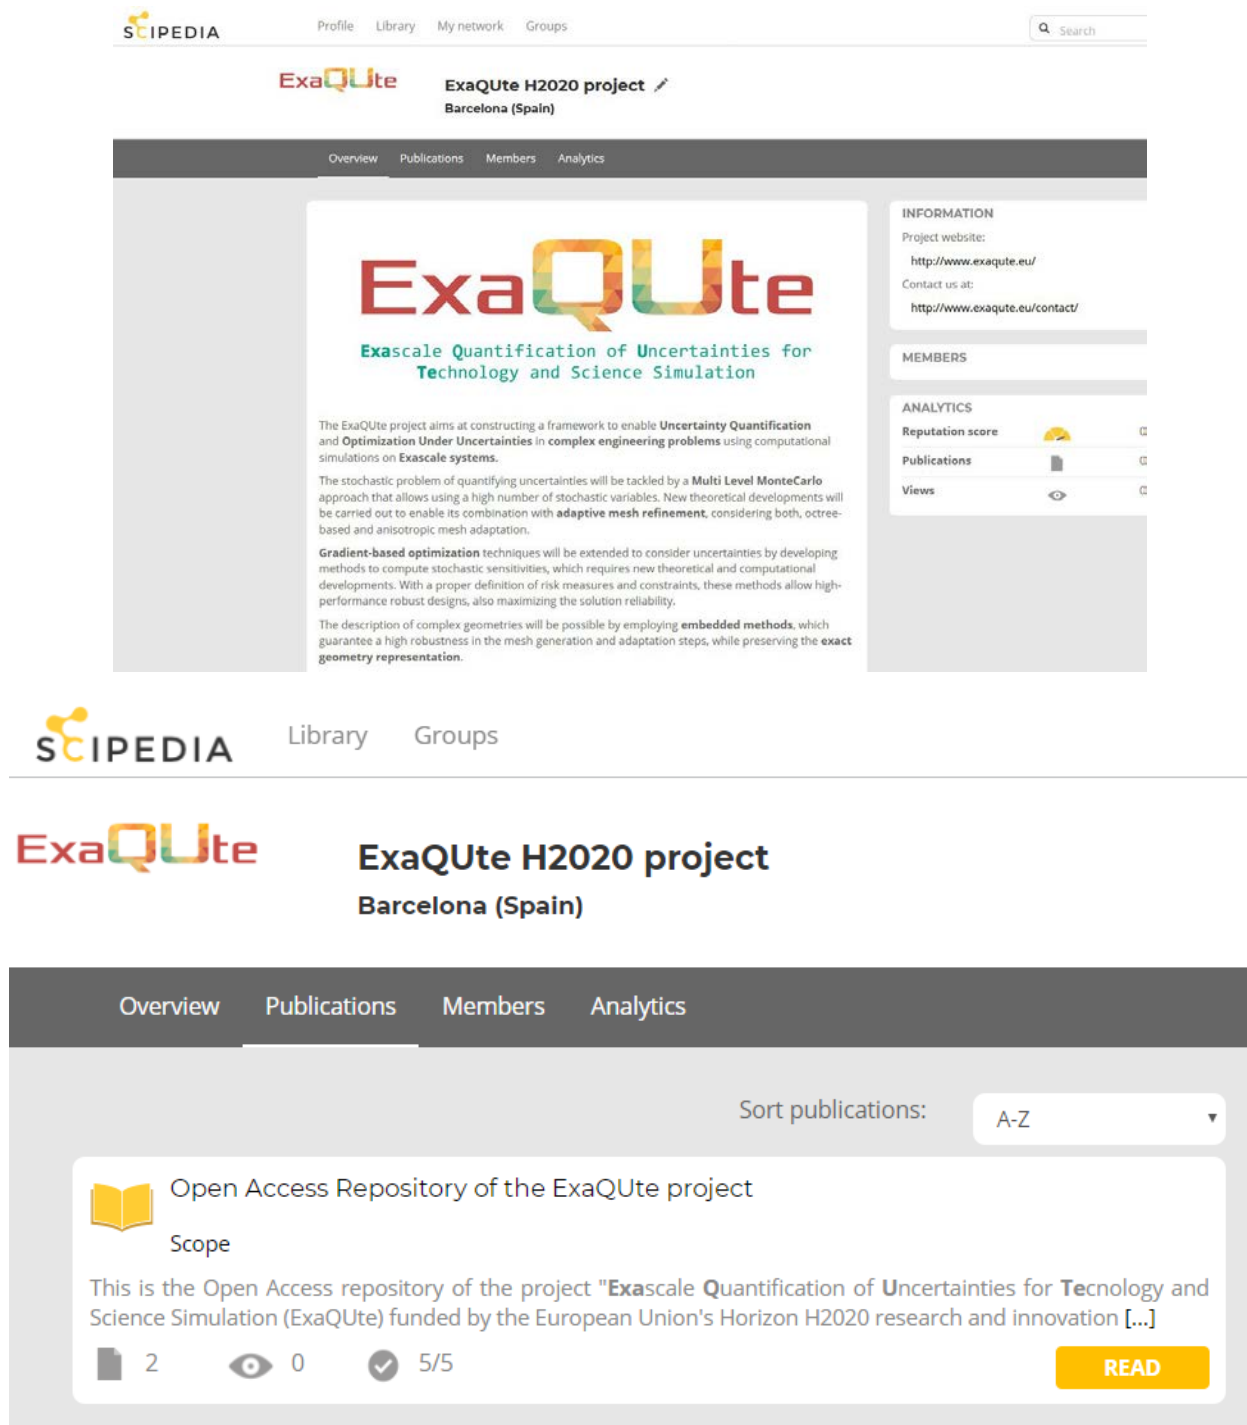 SCIPEDIA
Profile Library My network Groups
Search
ExaQUte
ExaQUte H2020 project
Barcelona (Spain)
Overview Publications Members Analytics
ExaQUte
Exascale Quantification of Uncertainties for
Technology and Science Simulation
The ExaQUte project aims at constructing a framework to enable Uncertainty Quantification
and Optimization Under Uncertainties in complex engineering problems using computational
simulations on Exascale systems.
The stochastic problem of quantifying uncertainties will be tackled by a Multi Level MonteCarlo
approach that allows using a high number of stochastic variables. New theoretical developments will
be carried out to enable its combination with adaptive mesh refinement, considering both, octree-
based and anisotropic mesh adaptation.
Gradient-based optimization techniques will be extended to consider uncertainties by developing
methods to compute stochastic sensitivities, which requires new theoretical and computational
developments. With a proper definition of risk measures and constraints, these methods allow high-
performance robust designs, also maximizing the solution reliability.
The description of complex geometries will be possible by employing embedded methods, which
guarantee a high robustness in the mesh generation and adaptation steps, while preserving the exact
geometry representation.
INFORMATION
Project website:
http://www.exaqute.eu/
Contact us at:
http://www.exaqute.eu/contact/
MEMBERS
ANALYTICS
Reputation score
Publications
Views
SCIPEDIA
Library Groups
ExaQUte
ExaQUte H2020 project
Barcelona (Spain)
Overview Publications Members Analytics
Sort publications: A-Z
Open Access Repository of the ExaQUte project
Scope
This is the Open Access repository of the project "Exascale Quantification of Uncertainties for Tecnology and
Science Simulation (ExaQUte) funded by the European Union's Horizon H2020 research and innovation [...]
2 0 5/5 READ